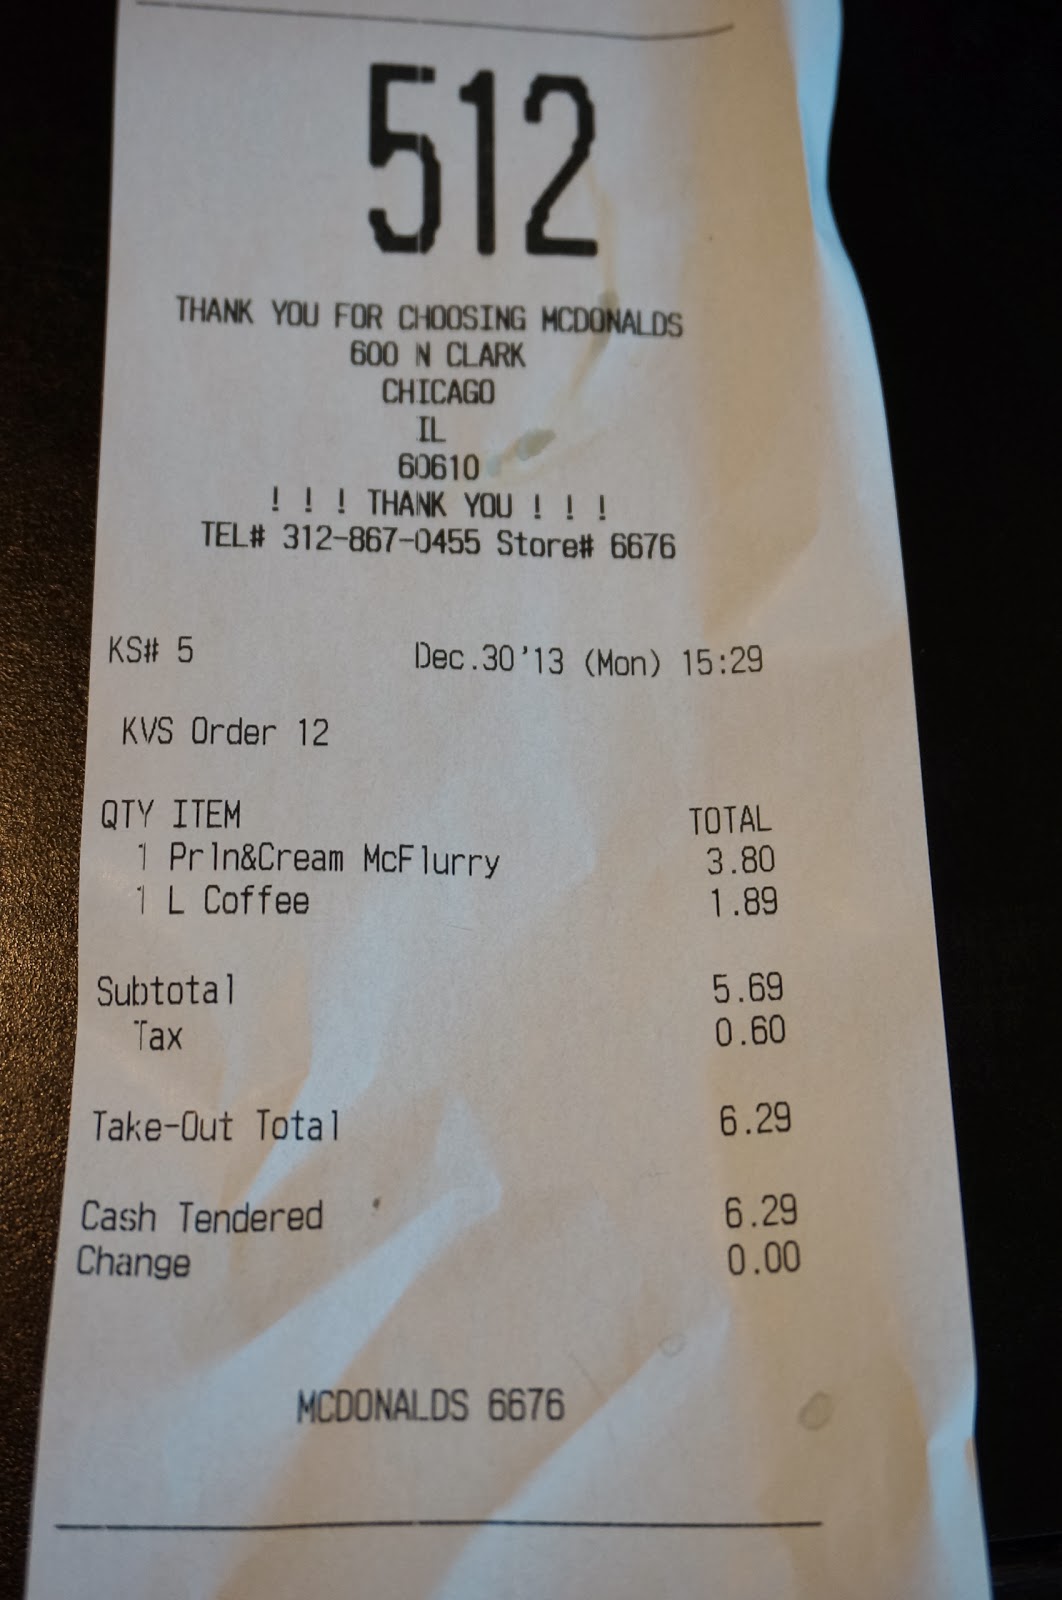 512
THANK YOU FOR CHOOSING MCDONALDS
600 N CLARK
CHICAGO
IL
60610
! ! ! THANK YOU ! ! !
TEL# 312-867-0455 Store# 6676
KS# 5 Dec.30'13 (Mon) 15:29
KVS Order 12
QTY ITEM TOTAL
1 Prln&Cream McFlurry 3.80
1 L Coffee 1.89
Subtotal 5.69
Tax 0.60
Take-Out Total 6.29
Cash Tendered 6.29
Change 0.00
MCDONALDS 6676